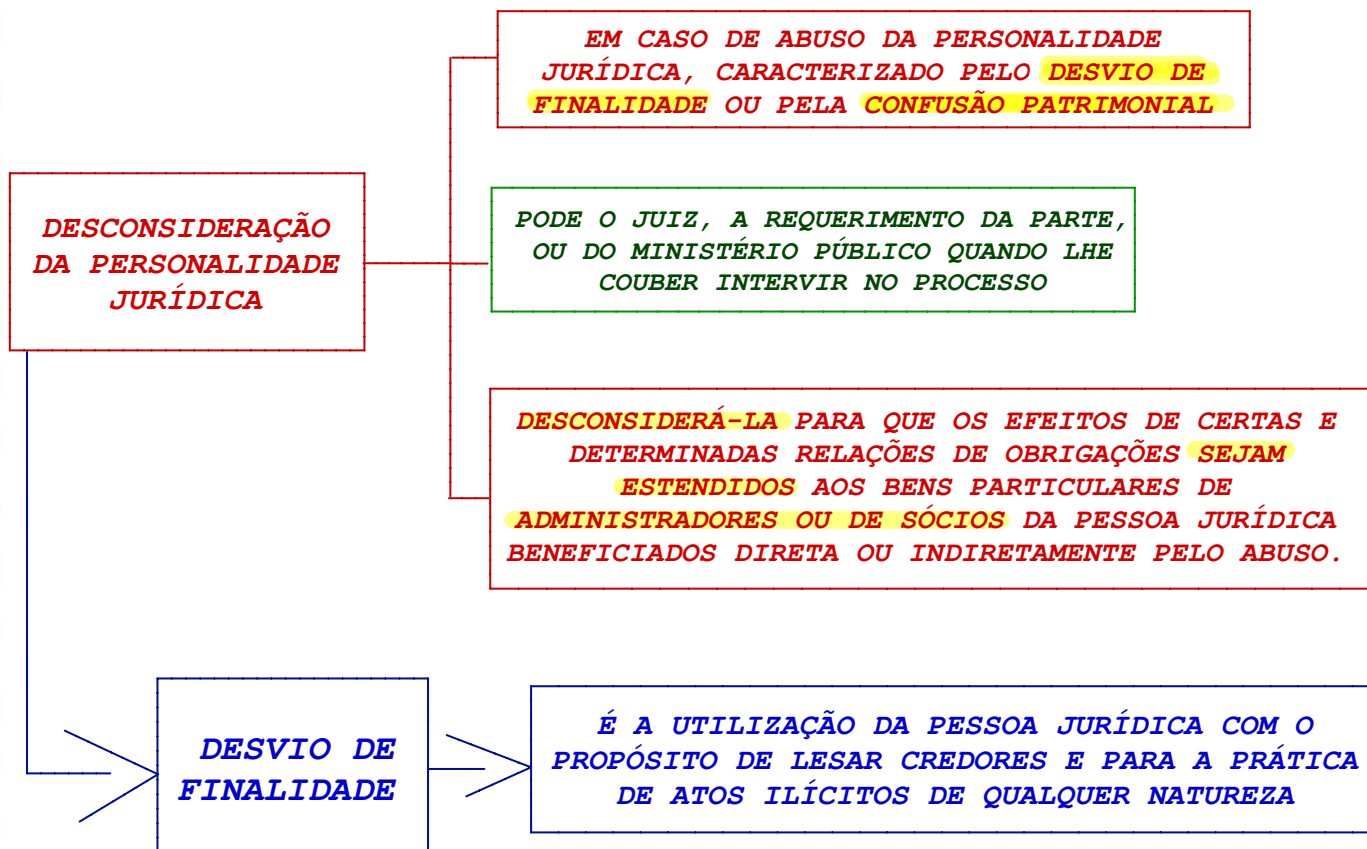 EM CASO DE ABUSO DA PERSONALIDADE
JURÍDICA, CARACTERIZADO PELO DESVIO DE
FINALIDADE OU PELA CONFUSÃO PATRIMONIAL
DESCONSIDERAÇÃO
DA PERSONALIDADE
JURÍDICA
PODE O JUIZ, A REQUERIMENTO DA PARTE,
OU DO MINISTÉRIO PÚBLICO QUANDO LHE
COUBER INTERVIR NO PROCESSO
DESCONSIDERÁ-LA PARA QUE OS EFEITOS DE CERTAS E
DETERMINADAS RELAÇÕES DE OBRIGAÇÕES SEJAM
ESTENDIDOS AOS BENS PARTICULARES DE
ADMINISTRADORES OU DE SÓCIOS DA PESSOA JURÍDICA
BENEFICIADOS DIRETA OU INDIRETAMENTE PELO ABUSO.
DESVIO DE
FINALIDADE
É A UTILIZAÇÃO DA PESSOA JURÍDICA COM O
PROPÓSITO DE LESAR CREDORES E PARA A PRÁTICA
DE ATOS ILÍCITOS DE QUALQUER NATUREZA